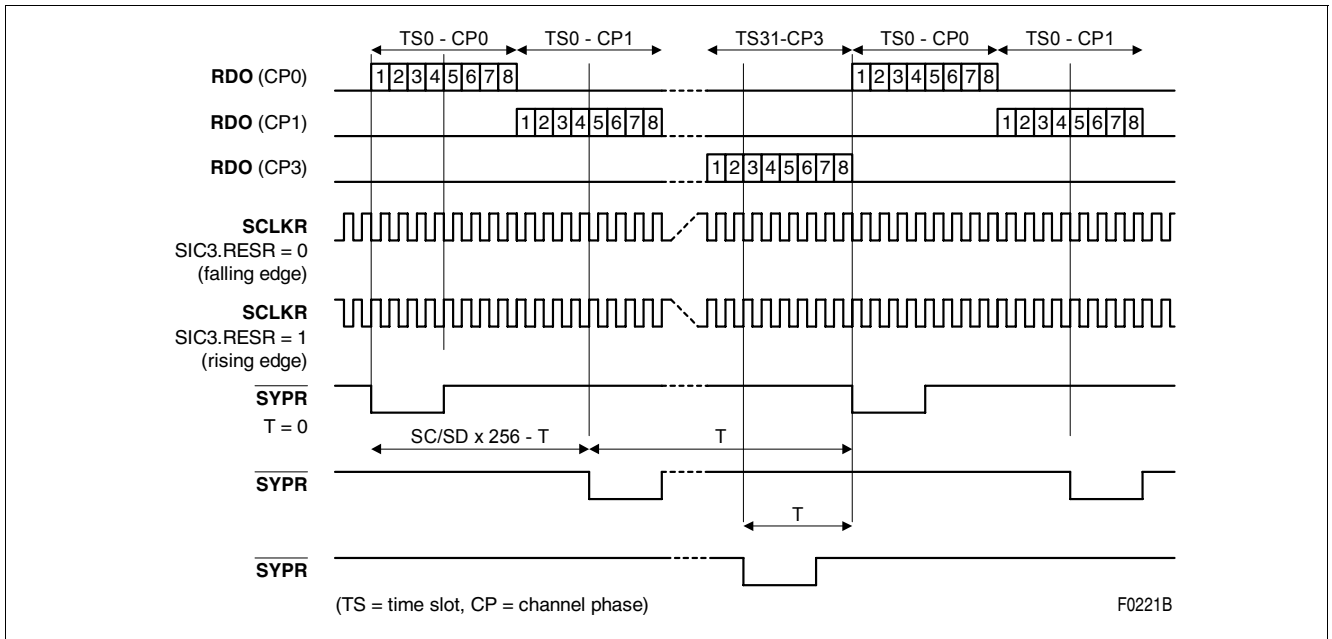 TS0 - CP0 TS0 - CP1 TS31-CP3 TS0 - CP0 TS0 - CP1
RDO (CP0) 1 2 3 4 5 6 7 8 1 2 3 4 5 6 7 8
RDO (CP1) 1 2 3 4 5 6 7 8 1 2 3 4 5 6 7 8
RDO (CP3) 1 2 3 4 5 6 7 8
SCLKR
SIC3.RESR = 0
(falling edge)
SCLKR
SIC3.RESR = 1
(rising edge)
SYPR
T = 0
SC/SD x 256 - T T
SYPR
T
SYPR
(TS = time slot, CP = channel phase) F0221B